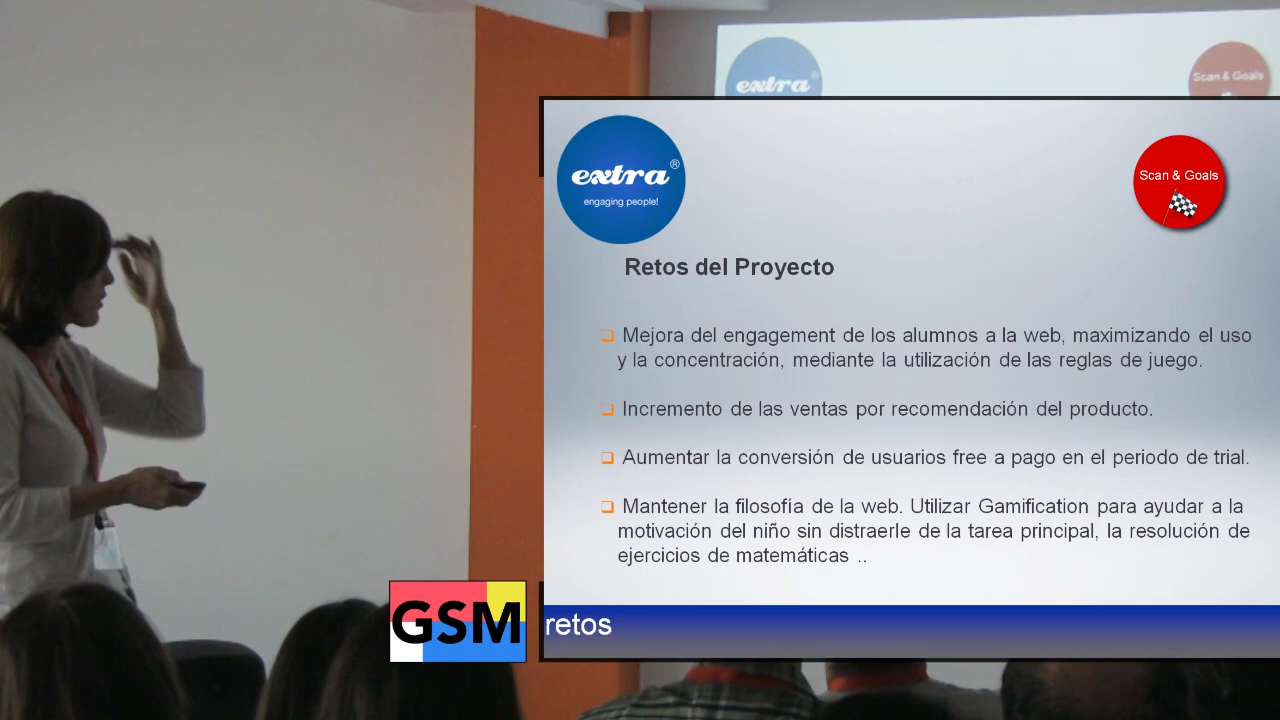 extra®
Scan & Goals
extra®
engaging people!
Scan & Goals
Retos del Proyecto
Mejora del engagement de los alumnos a la web, maximizando el uso
y la concentración, mediante la utilización de las reglas de juego.
Incremento de las ventas por recomendación del producto.
Aumentar la conversión de usuarios free a pago en el periodo de trial.
Mantener la filosofía de la web. Utilizar Gamification para ayudar a la
motivación del niño sin distraerle de la tarea principal, la resolución de
ejercicios de matemáticas ..
GSM
retos